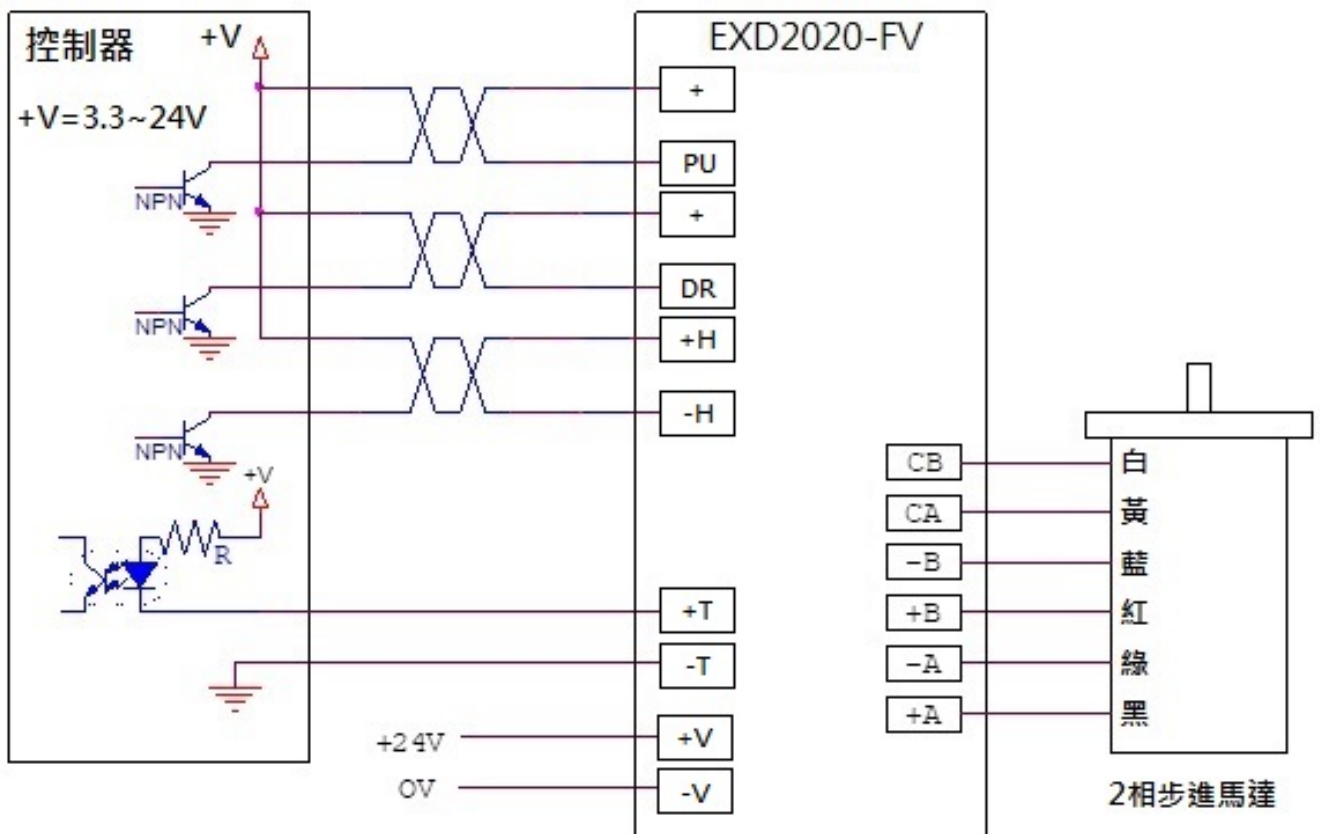 控制器
+V
+V=3.3~24V
NPN
NPN
NPN
+V
R
EXD2020-FV
+
PU
+
DR
+H
-H
+T
-T
+24V
+V
0V
-V
CB
CA
-B
+B
-A
+A
白
黃
藍
紅
綠
黑
2相步進馬達